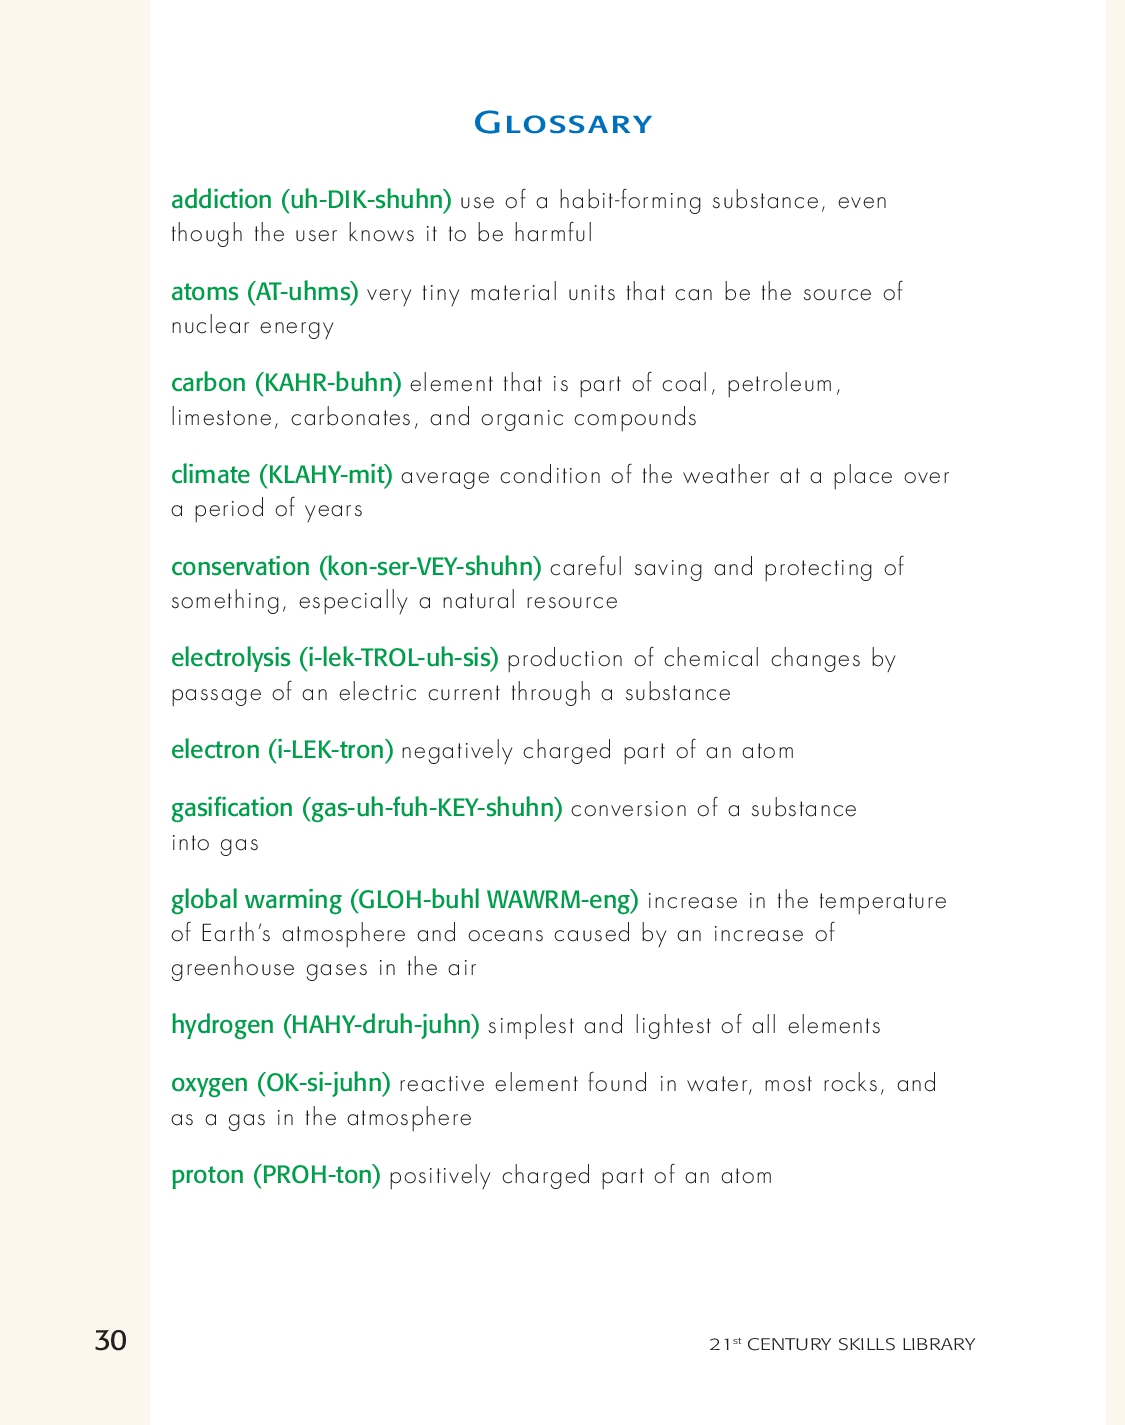 Glossary
addiction (uh-DIK-shuhn) use of a habit-forming substance, even
though the user knows it to be harmful
atoms (AT-uhms) very tiny material units that can be the source of
nuclear energy
carbon (KAHR-buhn) element that is part of coal, petroleum,
limestone, carbonates, and organic compounds
climate (KLAHY-mit) average condition of the weather at a place over
a period of years
conservation (kon-ser-VEY-shuhn) careful saving and protecting of
something, especially a natural resource
electrolysis (i-lek-TROL-uh-sis) production of chemical changes by
passage of an electric current through a substance
electron (i-LEK-tron) negatively charged part of an atom
gasification (gas-uh-fuh-KEY-shuhn) conversion of a substance
into gas
global warming (GLOH-buhl WAWRM-eng) increase in the temperature
of Earth’s atmosphere and oceans caused by an increase of
greenhouse gases in the air
hydrogen (HAHY-druh-juhn) simplest and lightest of all elements
oxygen (OK-si-juhn) reactive element found in water, most rocks, and
as a gas in the atmosphere
proton (PROH-ton) positively charged part of an atom
30
21st CENTURY SKILLS LIBRARY